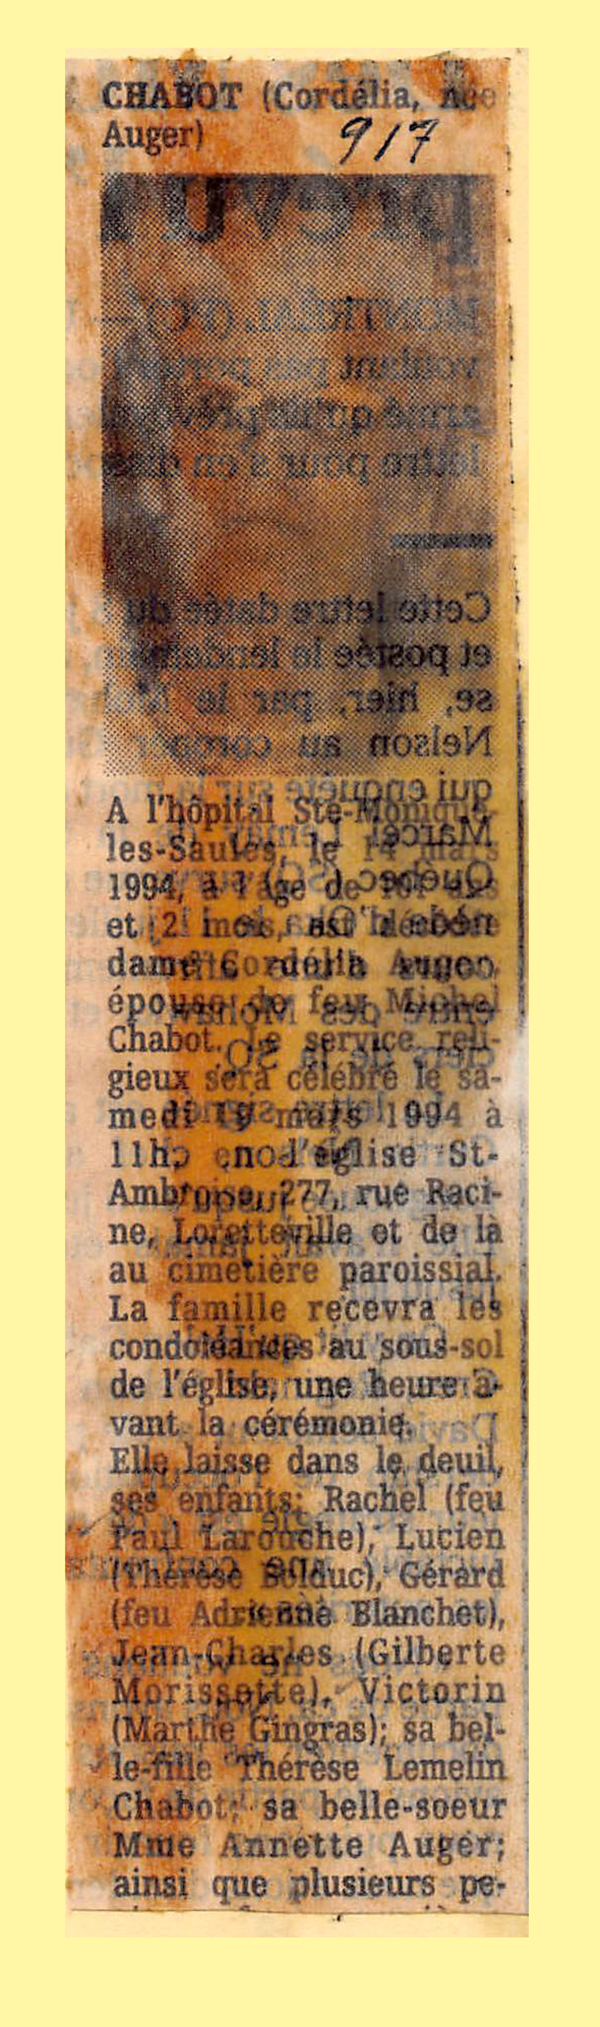 CHABOT (Cordélia, née
Auger)
917
A l'hôpital Ste-Monique-
les-Saules, le 14 mars
1994, à l'âge de 101 ans
et 2 mois, est décédée
dame Cordélia Auger,
épouse de feu Michel
Chabot. Le service reli-
gieux sera célébré le sa-
medi 19 mars 1994 à
11h, en l'église St-
Ambroise, 277, rue Raci-
ne, Loretteville et de là
au cimetière paroissial.
La famille recevra les
condoléances au sous-sol
de l'église, une heure a-
vant la cérémonie.
Elle laisse dans le deuil,
ses enfants: Rachel (feu
Paul Larouche), Lucien
(Thérèse Bolduc), Gérard
(feu Adrienne Blanchet),
Jean-Charles (Gilberte
Morissette), Victorin
(Marthe Gingras); sa bel-
le-fille Thérèse Lemelin
Chabot; sa belle-soeur
Mme Annette Auger;
ainsi que plusieurs pe-